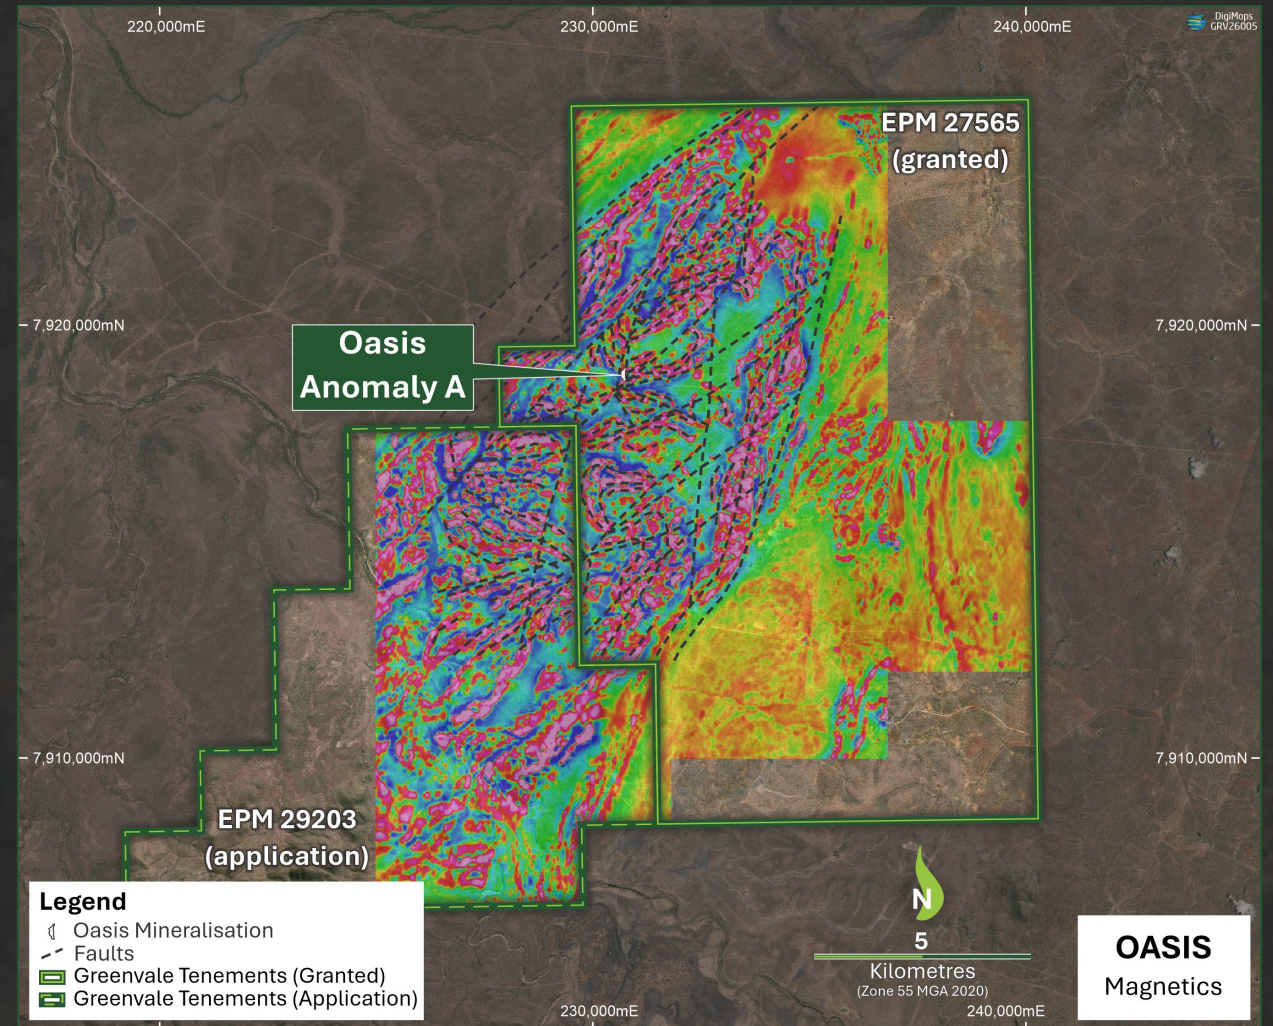 220,000mE
230,000mE
240,000mE
DigiMaps
GRV26005
EPM 27565
(granted)
7,920,000mN
7,920,000mN
Oasis
Anomaly A
7,910,000mN
7,910,000mN
EPM 29203
(application)
Legend
Oasis Mineralisation
Faults
Greenvale Tenements (Granted)
Greenvale Tenements (Application)
N
5
Kilometres
(Zone 55 MGA 2020)
OASIS
Magnetics
230,000mE
240,000mE